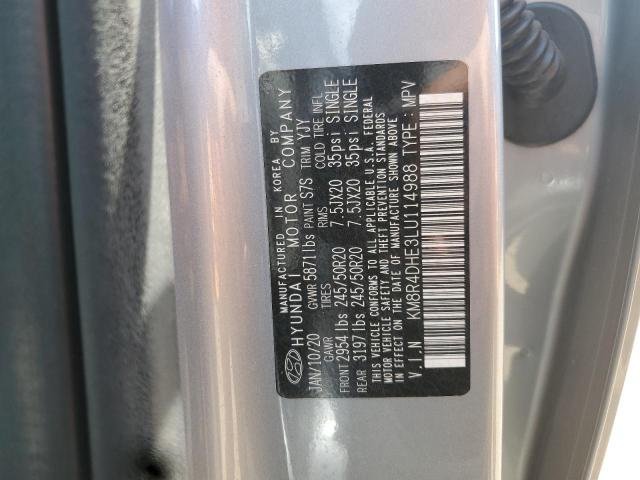 MANUFACTURED IN KOREA BY
HYUNDAI MOTOR COMPANY
JAN/10/20 GVWR 5871lbs PAINT S7S TRIM YJY
GAWR TIRES RIMS COLD TIRE INFL
FRONT 2954lbs 245/50R20 7.5JX20 35psi SINGLE
REAR 3197lbs 245/50R20 7.5JX20 35psi SINGLE
THIS VEHICLE CONFORMS TO ALL APPLICABLE U.S.A. FEDERAL
MOTOR VEHICLE SAFETY AND THEFT PREVENTION STANDARDS
IN EFFECT ON THE DATE OF MANUFACTURE SHOWN ABOVE
V.I.N KM8R4DHE3LU114988 TYPE : MPV